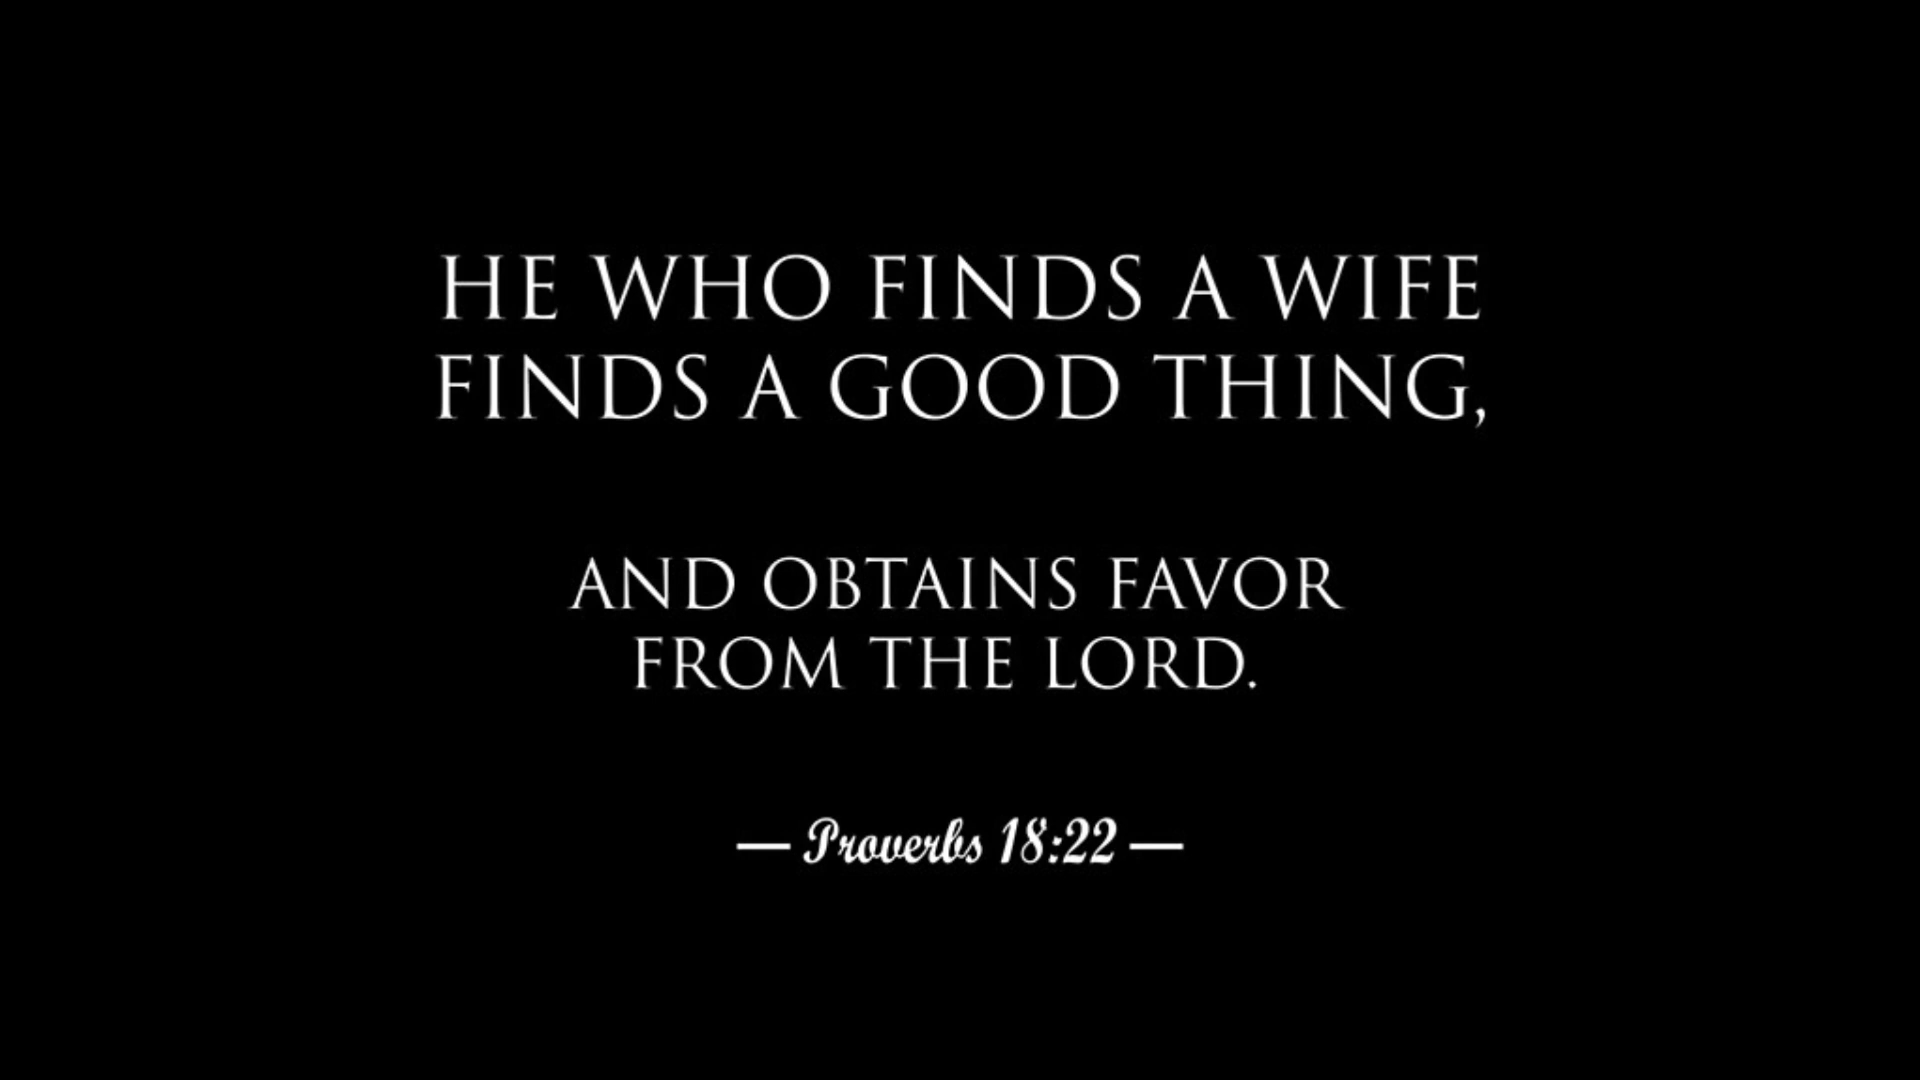 HE WHO FINDS A WIFE
FINDS A GOOD THING,
AND OBTAINS FAVOR
FROM THE LORD.
— Proverbs 18:22 —